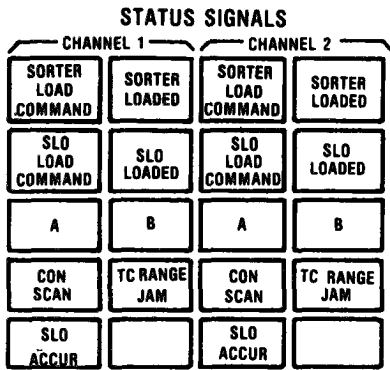 STATUS SIGNALS
CHANNEL 1
CHANNEL 2
SORTER
LOAD
COMMAND
SORTER
LOADED
SORTER
LOAD
COMMAND
SORTER
LOADED
SLO
LOAD
COMMAND
SLO
LOADED
SLO
LOAD
COMMAND
SLO
LOADED
A
B
A
B
CON
SCAN
TC RANGE
JAM
CON
SCAN
TC RANGE
JAM
SLO
ACCUR
SLO
ACCUR